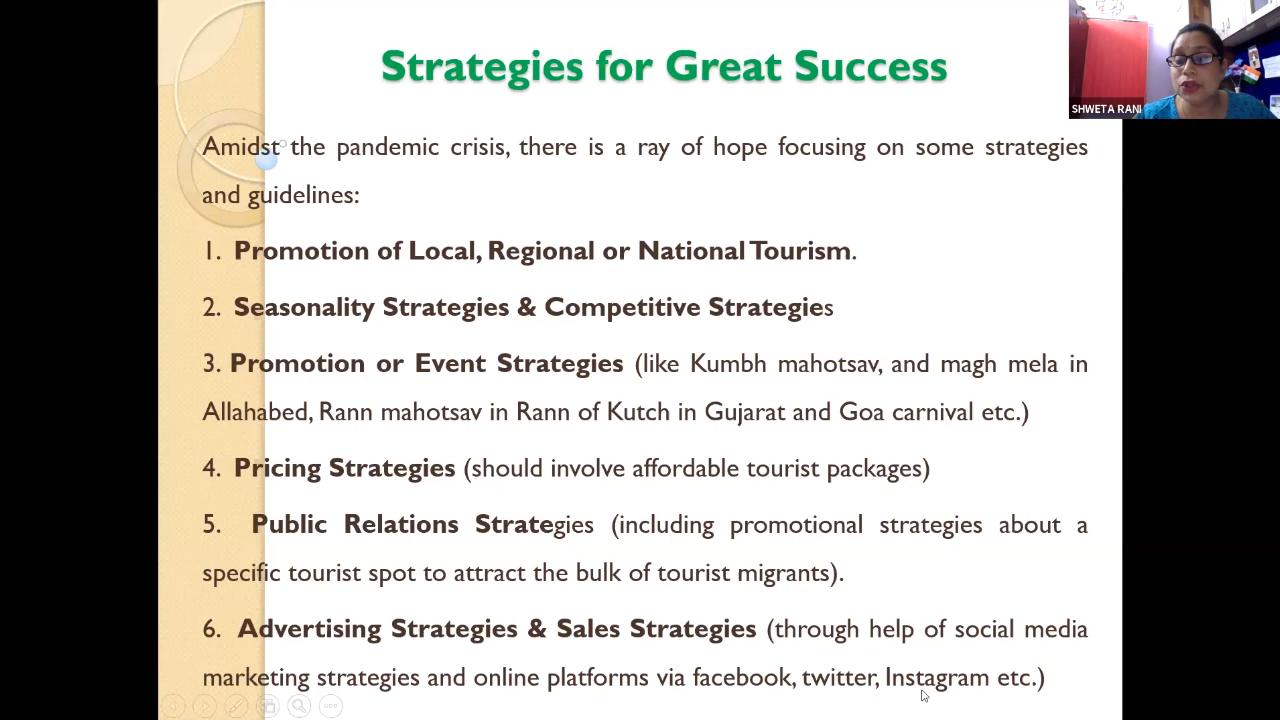 Strategies for Great Success
SHWETA RANI
Amidst the pandemic crisis, there is a ray of hope focusing on some strategies
and guidelines:
1. Promotion of Local, Regional or National Tourism.
2. Seasonality Strategies & Competitive Strategies
3. Promotion or Event Strategies (like Kumbh mahotsav, and magh mela in
Allahabed, Rann mahotsav in Rann of Kutch in Gujarat and Goa carnival etc.)
4. Pricing Strategies (should involve affordable tourist packages)
5. Public Relations Strategies (including promotional strategies about a
specific tourist spot to attract the bulk of tourist migrants).
6. Advertising Strategies & Sales Strategies (through help of social media
marketing strategies and online platforms via facebook, twitter, Instagram etc.)